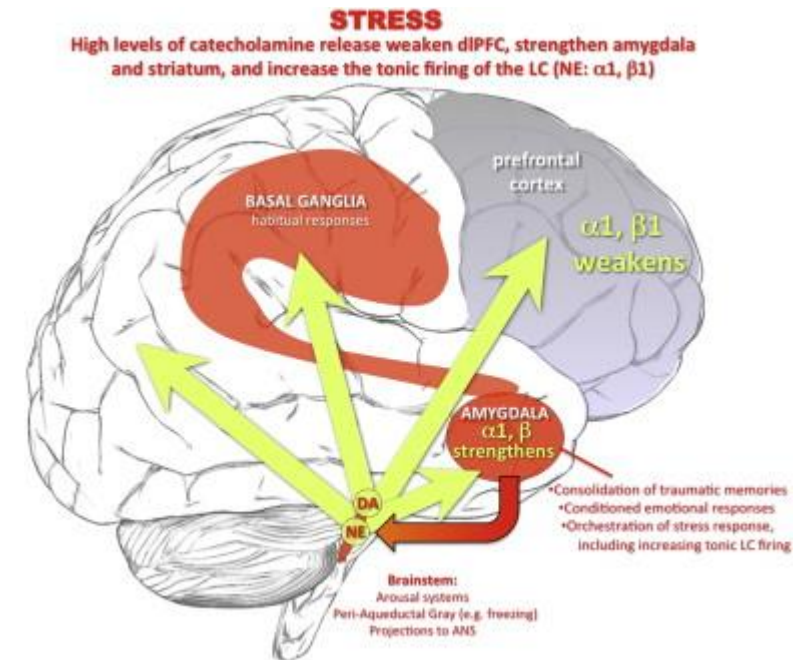 STRESS
High levels of catecholamine release weaken dlPFC, strengthen amygdala
and striatum, and increase the tonic firing of the LC (NE: α1, β1)
prefrontal
cortex
BASAL GANGLIA
habitual responses
α1, β1
weakens
AMYGDALA
α1, β
strengthens
•Consolidation of traumatic memories
•Conditioned emotional responses
•Orchestration of stress response,
including increasing tonic LC firing
DA
NE
Brainstem:
Arousal systems
Peri-Aqueductal Gray (e.g. freezing)
Projections to ANS